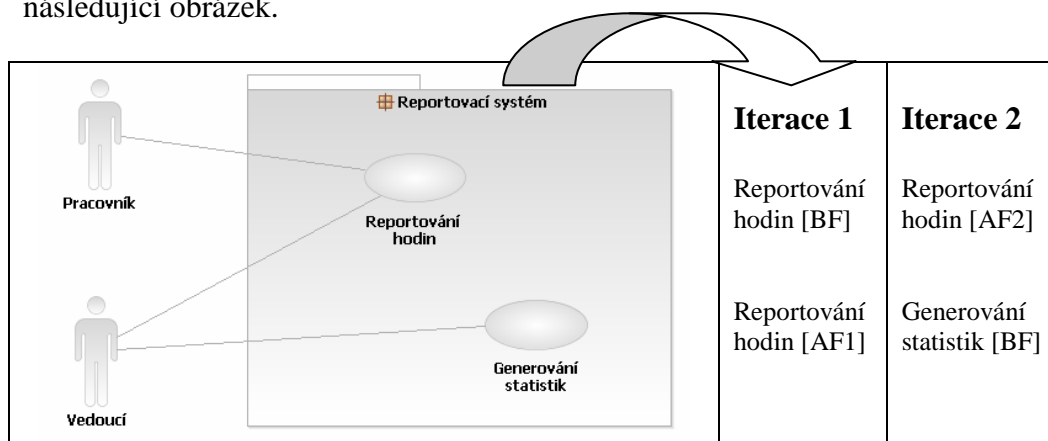 následující obrázek.
Reportovací systém
Pracovník
Reportování
hodin
Vedoucí
Generování
statistik
Iterace 1
Reportování
hodin [BF]
Reportování
hodin [AF1]
Iterace 2
Reportování
hodin [AF2]
Generování
statistik [BF]